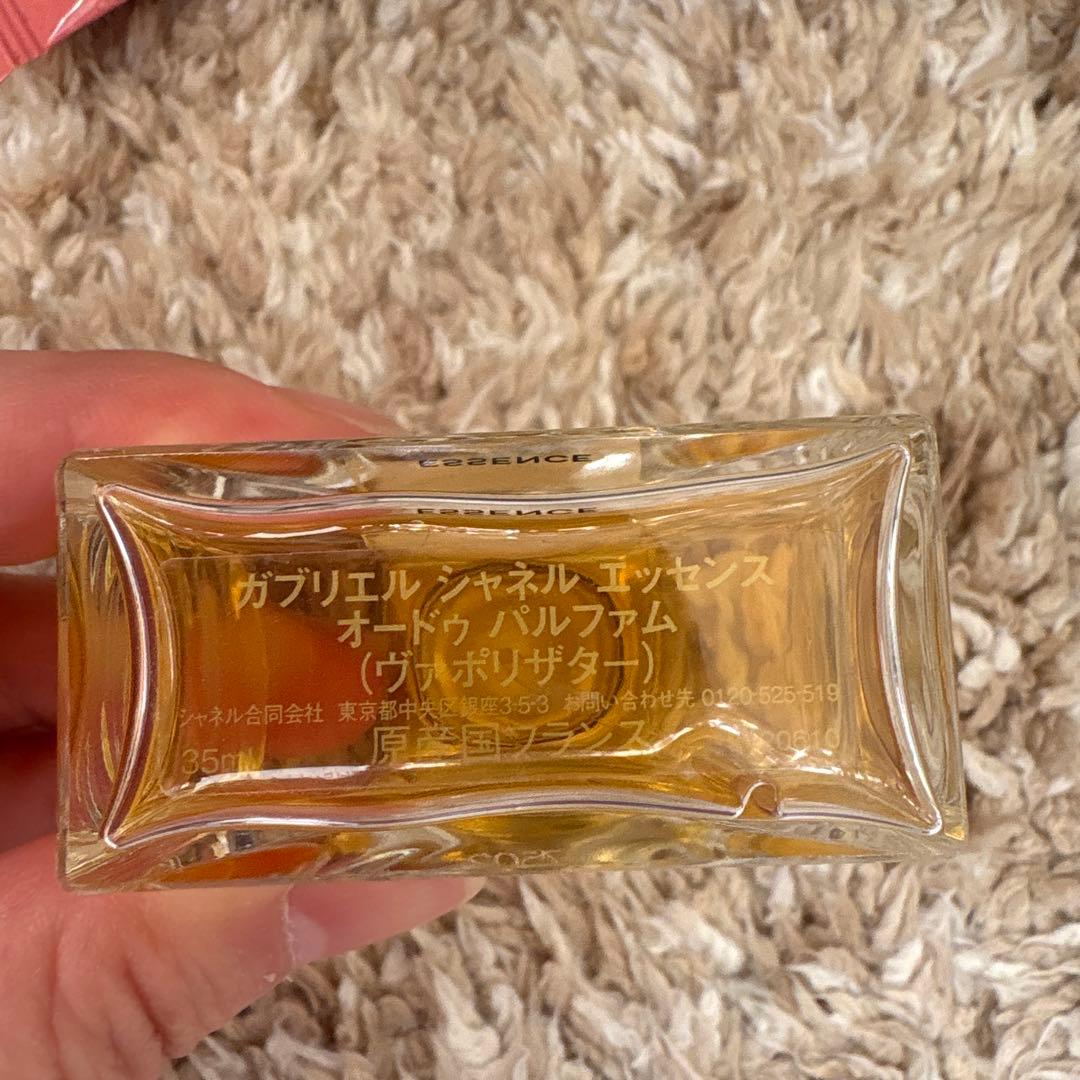 ESSENCE
ESSENCE
ガブリエル シャネル エッセンス
オードゥ パルファム
(ヴァポリザター)
シャネル合同会社 東京都中央区銀座3-5-3 お問い合わせ先 0120-525-519
35ml 原産国フランス